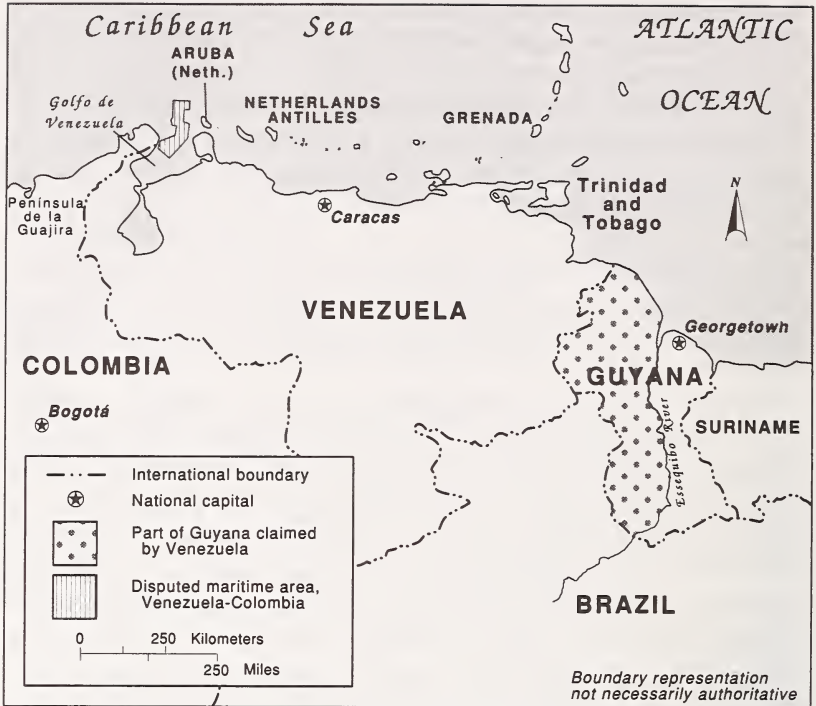 Caribbean Sea
ATLANTIC
OCEAN
ARUBA
(Neth.)
Golfo de
Venezuela
NETHERLANDS
ANTILLES
GRENADA
Península
de la
Guajira
Caracas
Trinidad
and
Tobago
N
VENEZUELA
Georgetowh
COLOMBIA
GUYANA
Bogotá
SURINAME
Essequibo River
International boundary
National capital
Part of Guyana claimed
by Venezuela
Disputed maritime area,
Venezuela-Colombia
0 250 Kilometers
250 Miles
BRAZIL
Boundary representation
not necessarily authoritative